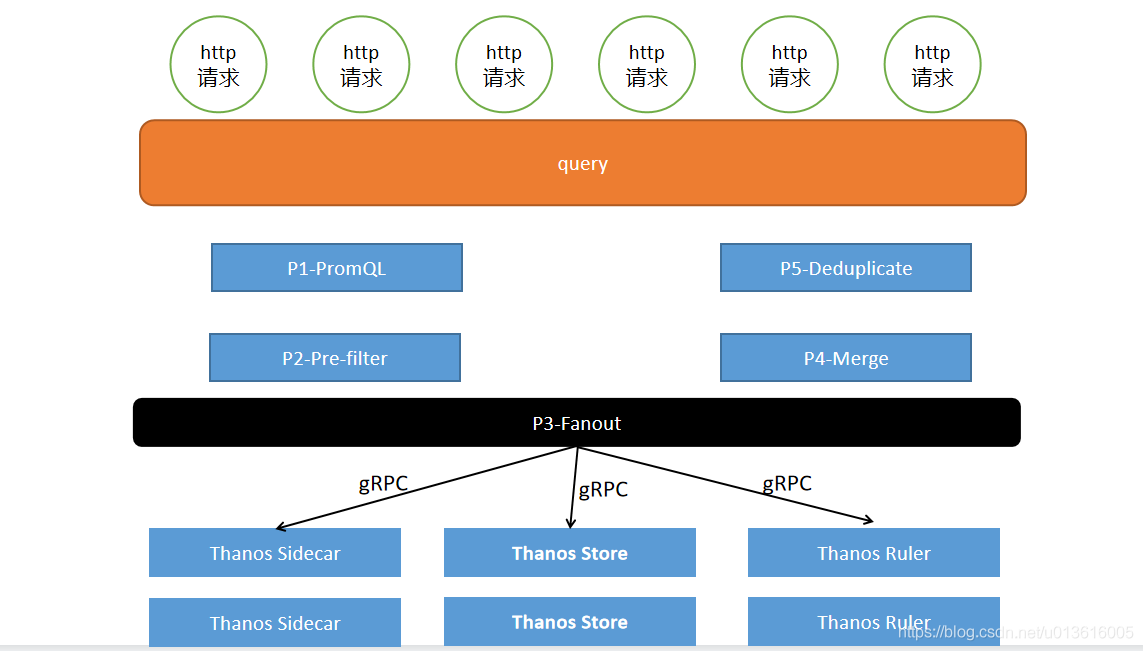 http
请求
http
请求
http
请求
http
请求
http
请求
http
请求
query
P1-PromQL
P5-Deduplicate
P2-Pre-filter
P4-Merge
P3-Fanout
gRPC
gRPC
gRPC
Thanos Sidecar
Thanos Store
Thanos Ruler
Thanos Sidecar
Thanos Store
Thanos Ruler
https://blog.csdn.net/u013616005